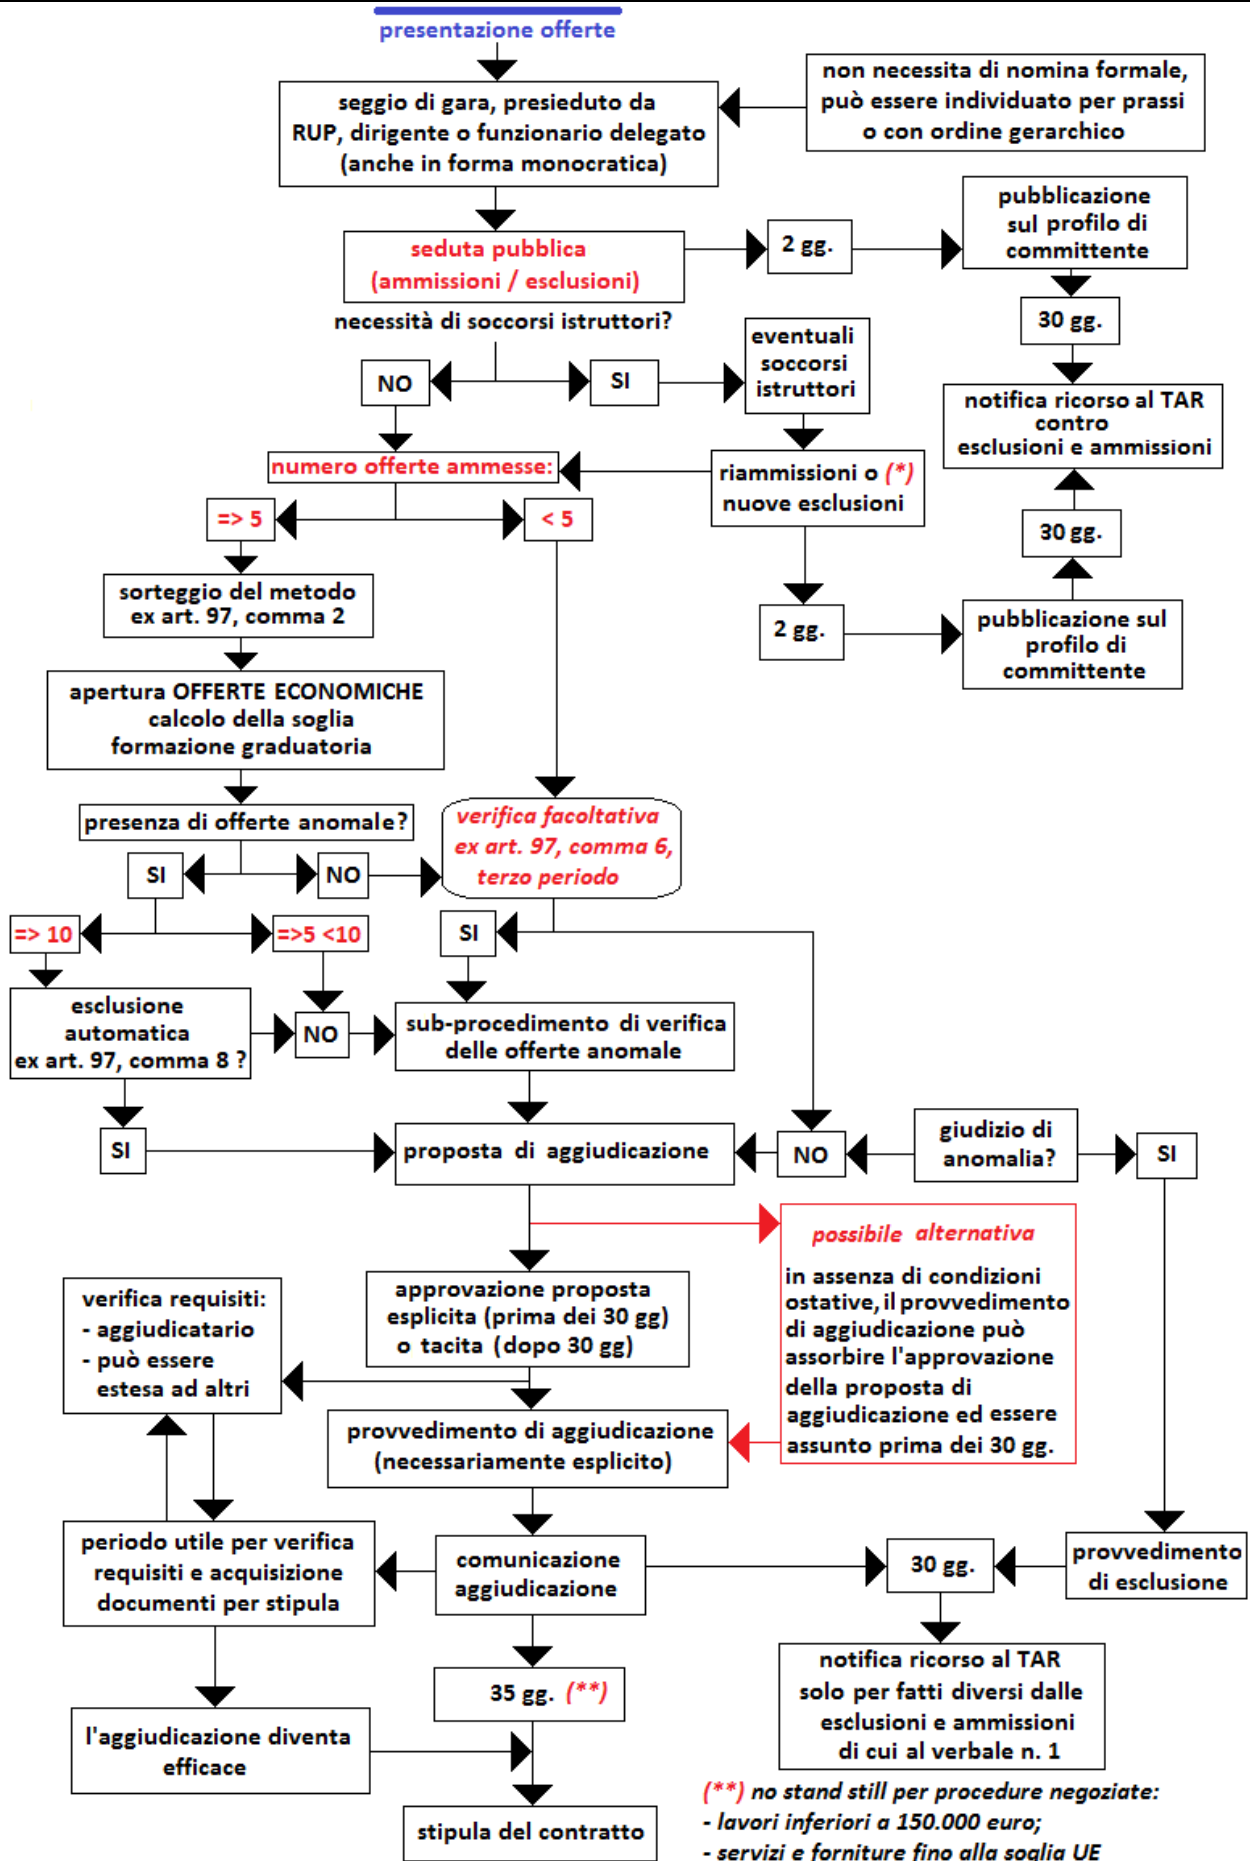 presentazione offerte
non necessita di nomina formale,
può essere individuato per prassi
o con ordine gerarchico
seggio di gara, presieduto da
RUP, dirigente o funzionario delegato
(anche in forma monocratica)
pubblicazione
sul profilo di
committente
seduta pubblica
(ammissioni / esclusioni)
2 gg.
30 gg.
necessità di soccorsi istruttori?
NO
SI
eventuali
soccorsi
istruttori
notifica ricorso al TAR
contro
esclusioni e ammissioni
numero offerte ammesse:
riammissioni o (*)
nuove esclusioni
=> 5
< 5
30 gg.
sorteggio del metodo
ex art. 97, comma 2
2 gg.
pubblicazione sul
profilo di
committente
apertura OFFERTE ECONOMICHE
calcolo della soglia
formazione graduatoria
presenza di offerte anomale?
verifica facoltativa
ex art. 97, comma 6,
terzo periodo
SI
NO
=> 10
=>5 <10
SI
esclusione
automatica
ex art. 97, comma 8 ?
NO
sub-procedimento di verifica
delle offerte anomale
SI
proposta di aggiudicazione
NO
giudizio di
anomalia?
SI
possibile alternativa
in assenza di condizioni
ostative, il provvedimento
di aggiudicazione può
assorbire l'approvazione
della proposta di
aggiudicazione ed essere
assunto prima dei 30 gg.
approvazione proposta
esplicita (prima dei 30 gg)
o tacita (dopo 30 gg)
verifica requisiti:
- aggiudicatario
- può essere
estesa ad altri
provvedimento di aggiudicazione
(necessariamente esplicito)
periodo utile per verifica
requisiti e acquisizione
documenti per stipula
comunicazione
aggiudicazione
30 gg.
provvedimento
di esclusione
35 gg. (**)
notifica ricorso al TAR
solo per fatti diversi dalle
esclusioni e ammissioni
di cui al verbale n. 1
l'aggiudicazione diventa
efficace
stipula del contratto
(**) no stand still per procedure negoziate:
- lavori inferiori a 150.000 euro;
- servizi e forniture fino alla soglia UE